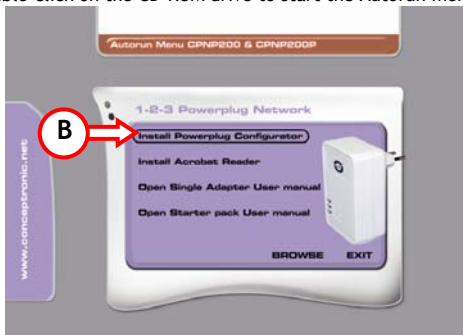 Autorun Menu CPNP200 & CPNP200P
1-2-3 Powerplug Network
B
Install Powerplug Configurator
Install Acrobat Reader
Open Single Adapter User manual
Open Starter pack User manual
BROWSE EXIT
www.conceptronic.net